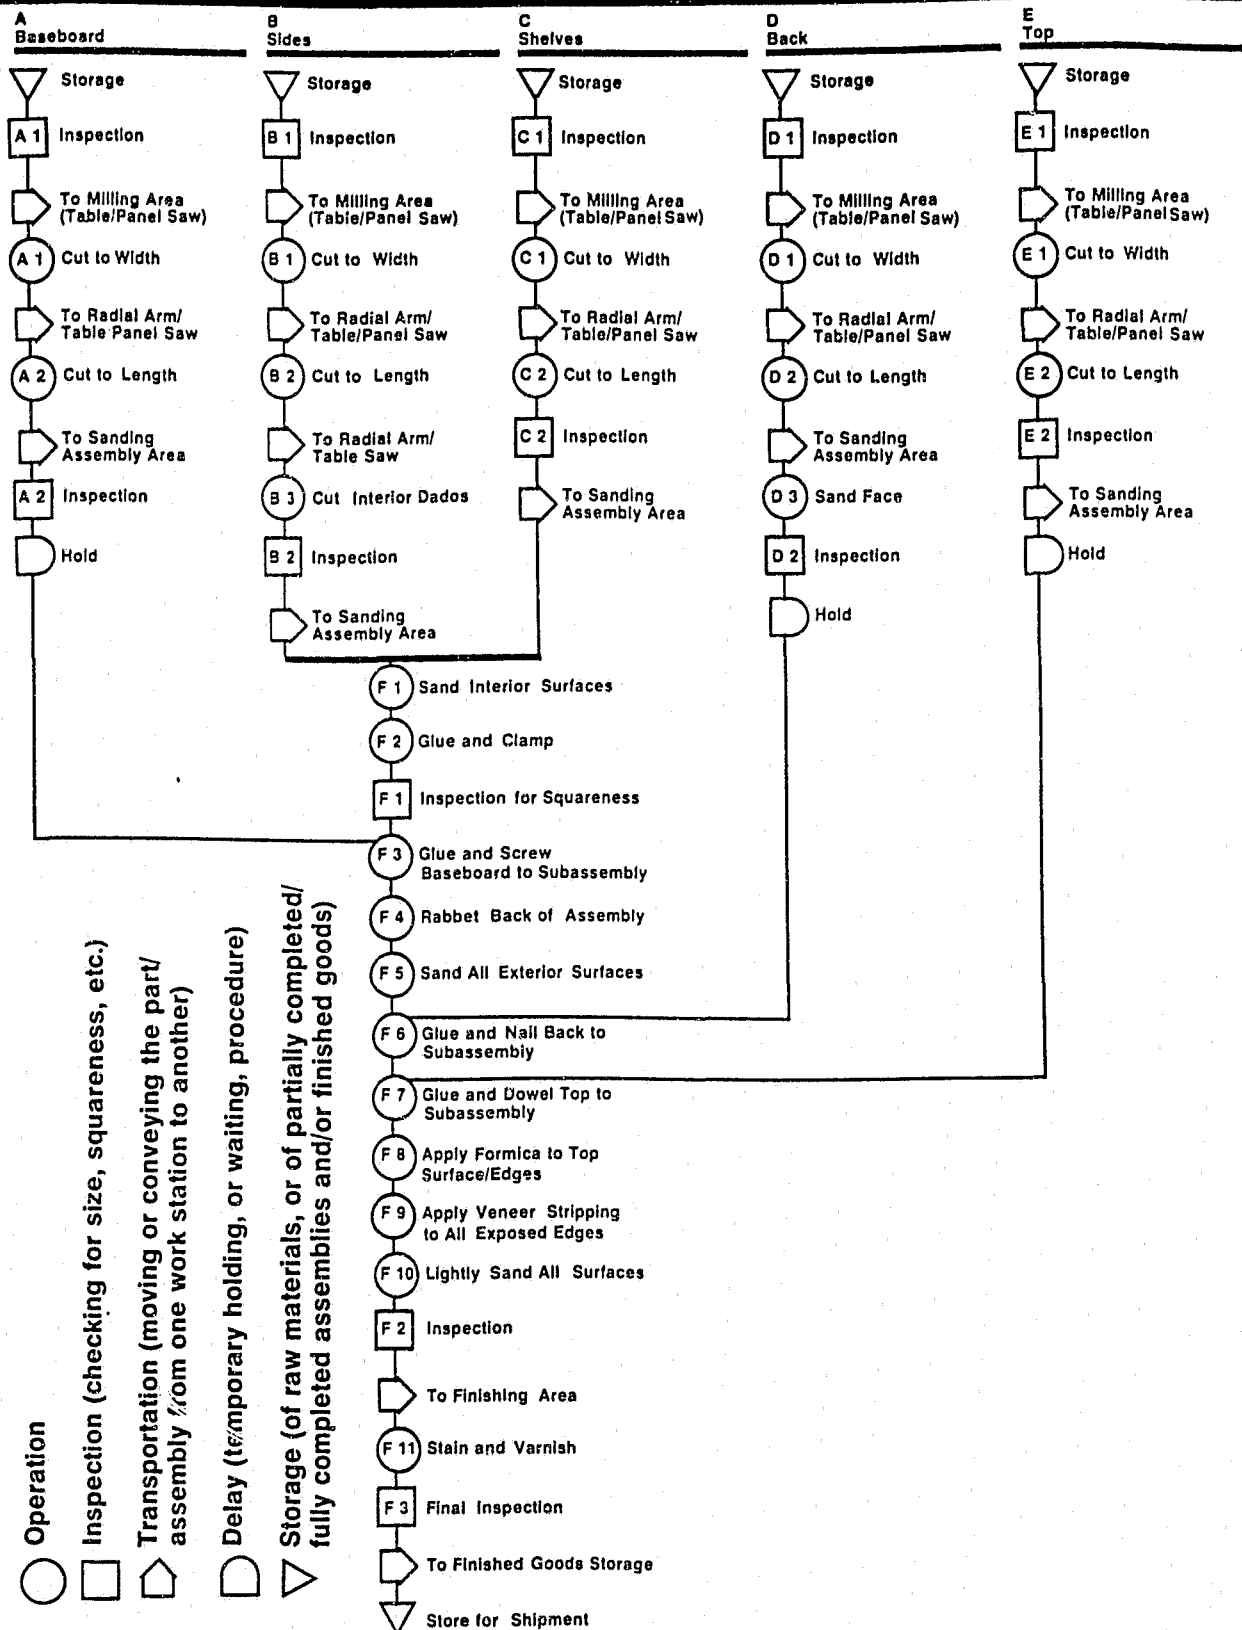 A
Baseboard
Storage
A 1 Inspection
To Milling Area
(Table/Panel Saw)
A 1 Cut to Width
To Radial Arm/
Table Panel Saw
A 2 Cut to Length
To Sanding
Assembly Area
A 2 Inspection
Hold
B
Sides
Storage
B 1 Inspection
To Milling Area
(Table/Panel Saw)
B 1 Cut to Width
To Radial Arm/
Table/Panel Saw
B 2 Cut to Length
To Radial Arm/
Table Saw
B 3 Cut Interior Dados
B 2 Inspection
To Sanding
Assembly Area
C
Shelves
Storage
C 1 Inspection
To Milling Area
(Table/Panel Saw)
C 1 Cut to Width
To Radial Arm/
Table/Panel Saw
C 2 Cut to Length
C 2 Inspection
To Sanding
Assembly Area
D
Back
Storage
D 1 Inspection
To Milling Area
(Table/Panel Saw)
D 1 Cut to Width
To Radial Arm/
Table/Panel Saw
D 2 Cut to Length
To Sanding
Assembly Area
D 3 Sand Face
D 2 Inspection
Hold
E
Top
Storage
E 1 Inspection
To Milling Area
(Table/Panel Saw)
E 1 Cut to Width
To Radial Arm/
Table/Panel Saw
E 2 Cut to Length
E 2 Inspection
To Sanding
Assembly Area
Hold
F 1 Sand Interior Surfaces
F 2 Glue and Clamp
F 1 Inspection for Squareness
F 3 Glue and Screw
Baseboard to Subassembly
F 4 Rabbet Back of Assembly
F 5 Sand All Exterior Surfaces
F 6 Glue and Nail Back to
Subassembly
F 7 Glue and Dowel Top to
Subassembly
F 8 Apply Formica to Top
Surface/Edges
F 9 Apply Veneer Stripping
to All Exposed Edges
F 10 Lightly Sand All Surfaces
F 2 Inspection
To Finishing Area
F 11 Stain and Varnish
F 3 Final Inspection
To Finished Goods Storage
Store for Shipment
Operation
Inspection (checking for size, squareness, etc.)
Transportation (moving or conveying the part/
assembly from one work station to another)
Delay (temporary holding, or waiting, procedure)
Storage (of raw materials, or of partially completed/
fully completed assemblies and/or finished goods)